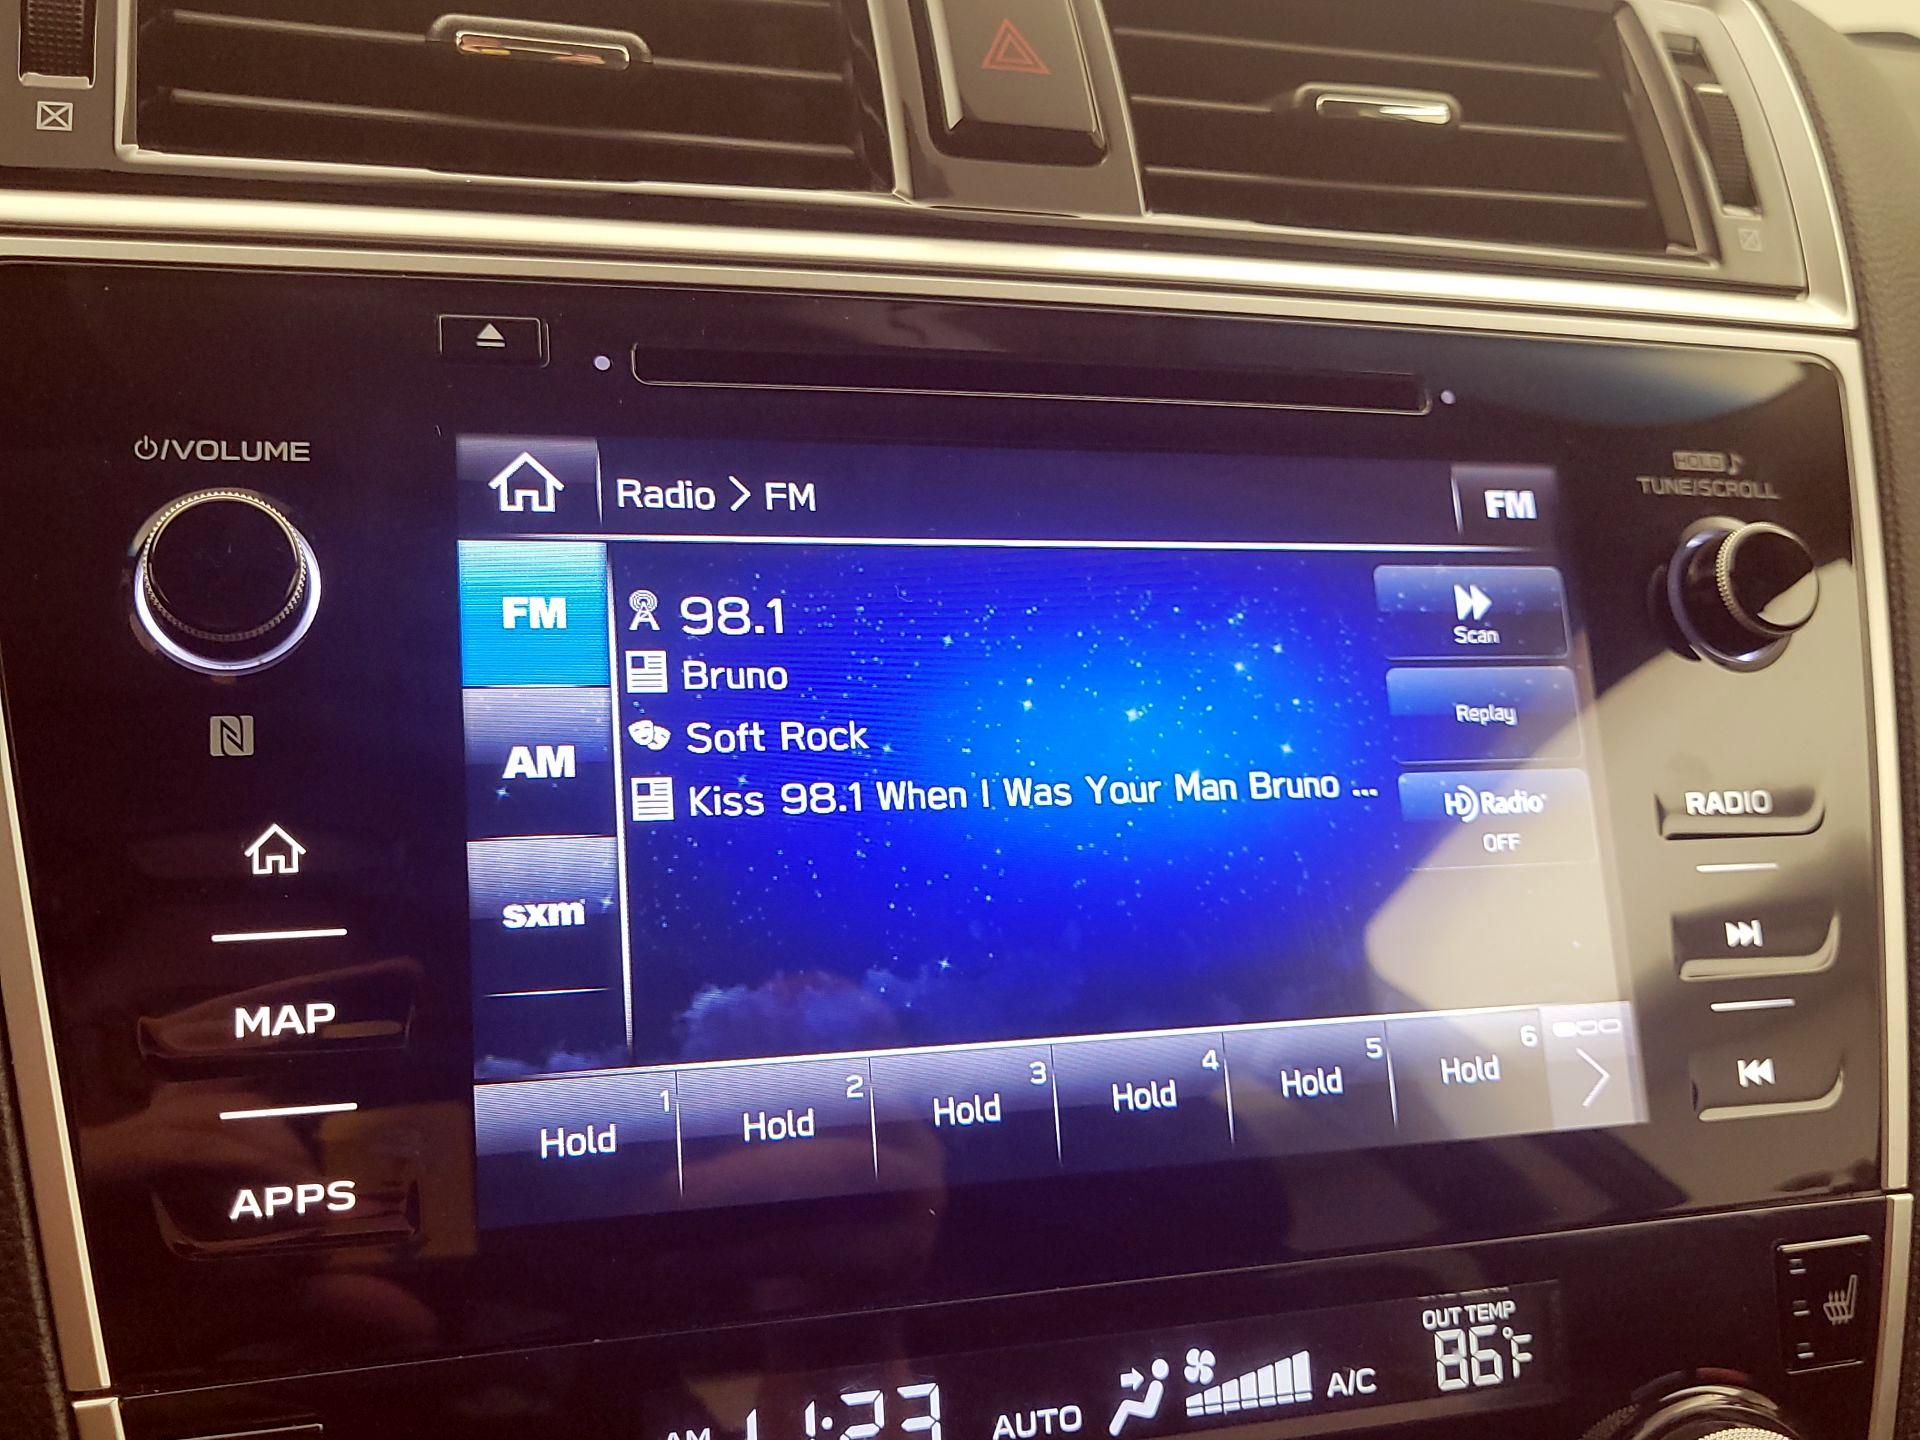 ⏻/VOLUME
HOLD ♪
TUNE/SCROLL
Radio > FM
FM
FM
98.1
Scan
Bruno
Replay
AM
Soft Rock
Kiss 98.1 When I Was Your Man Bruno ...
HD Radio
OFF
RADIO
sxm
MAP
1
Hold
2
Hold
3
Hold
4
Hold
5
Hold
6
Hold
APPS
OUT TEMP
86°F
AM 11:23
AUTO
A/C